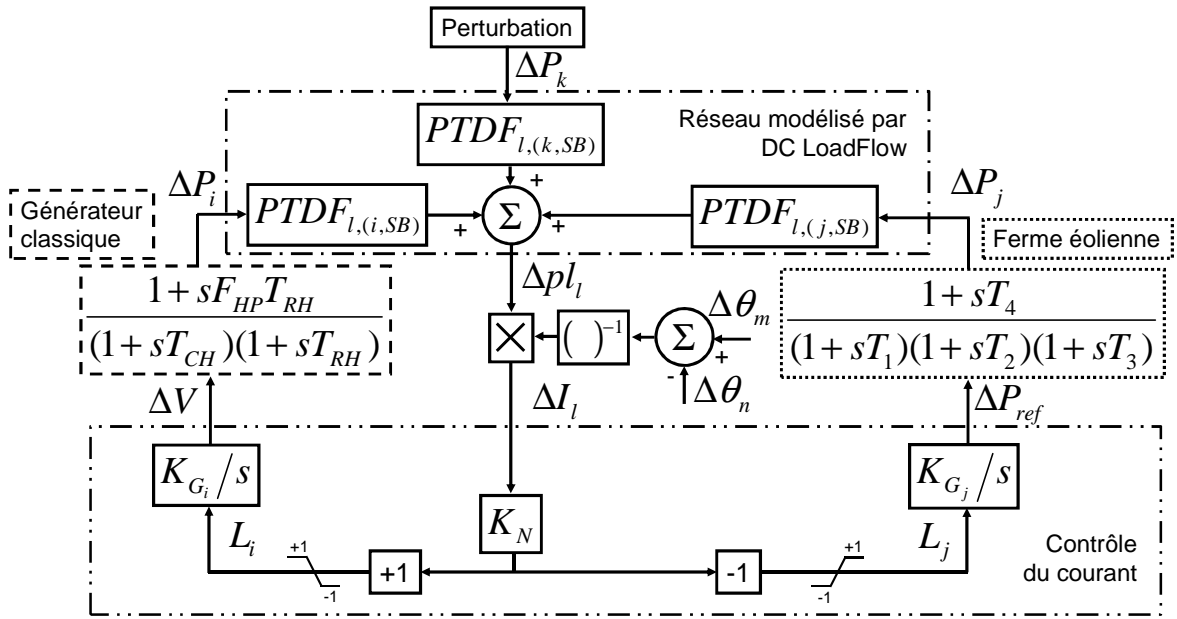 Perturbation
ΔP_k
PTDF_{l,(k,SB)}
Réseau modélisé par
DC LoadFlow
ΔP_i
ΔP_j
Générateur
classique
PTDF_{l,(i,SB)}
+
+
Σ
+
PTDF_{l,(j,SB)}
Ferme éolienne
1+sF_{HP}T_{RH}
(1+sT_{CH})(1+sT_{RH})
Δpl_l
×
( )^{-1}
Σ
Δθ_m
+
-
Δθ_n
1+sT_4
(1+sT_1)(1+sT_2)(1+sT_3)
ΔV
ΔI_l
ΔP_{ref}
K_{G_i}/s
K_{G_j}/s
K_N
L_i
+1
-1
+1
-1
+1
-1
L_j
Contrôle
du courant